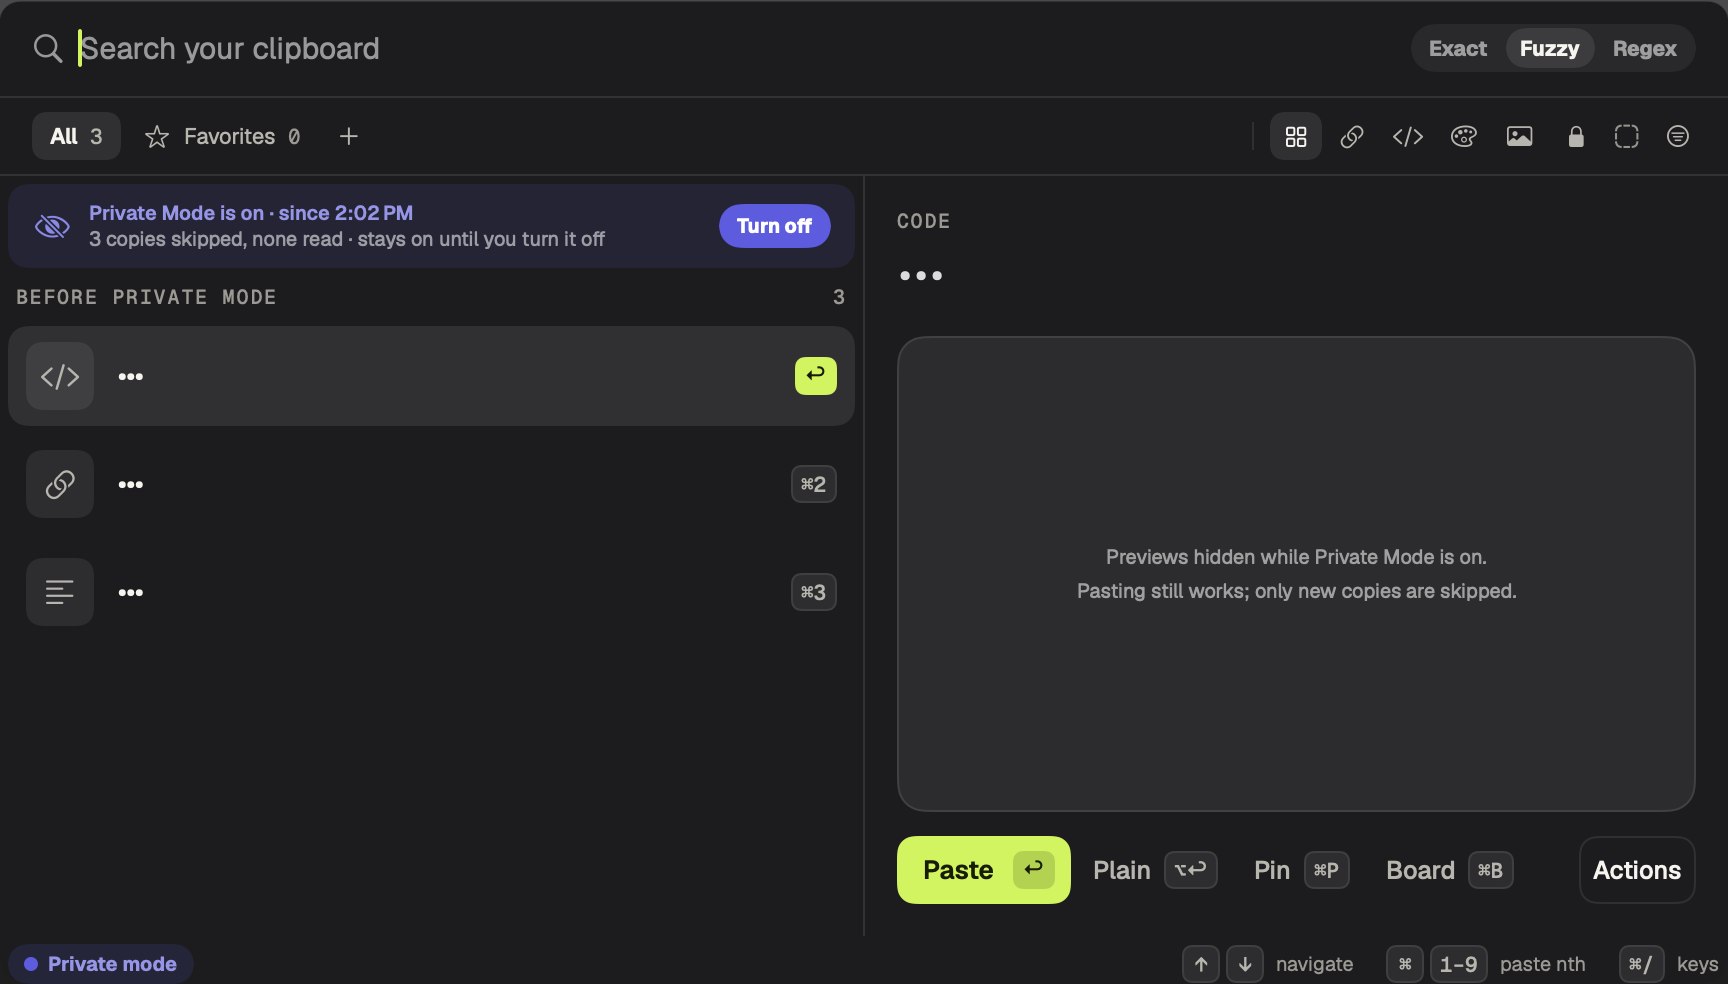 Search your clipboard
Exact Fuzzy Regex
All 3 Favorites 0 +
</>
Private Mode is on · since 2:02 PM
3 copies skipped, none read · stays on until you turn it off
Turn off
BEFORE PRIVATE MODE 3
</> ••• ↩
••• ⌘2
••• ⌘3
CODE
•••
Previews hidden while Private Mode is on.
Pasting still works; only new copies are skipped.
Paste ↩ Plain ⌥↩ Pin ⌘P Board ⌘B Actions
Private mode
↑ ↓ navigate ⌘ 1–9 paste nth ⌘/ keys